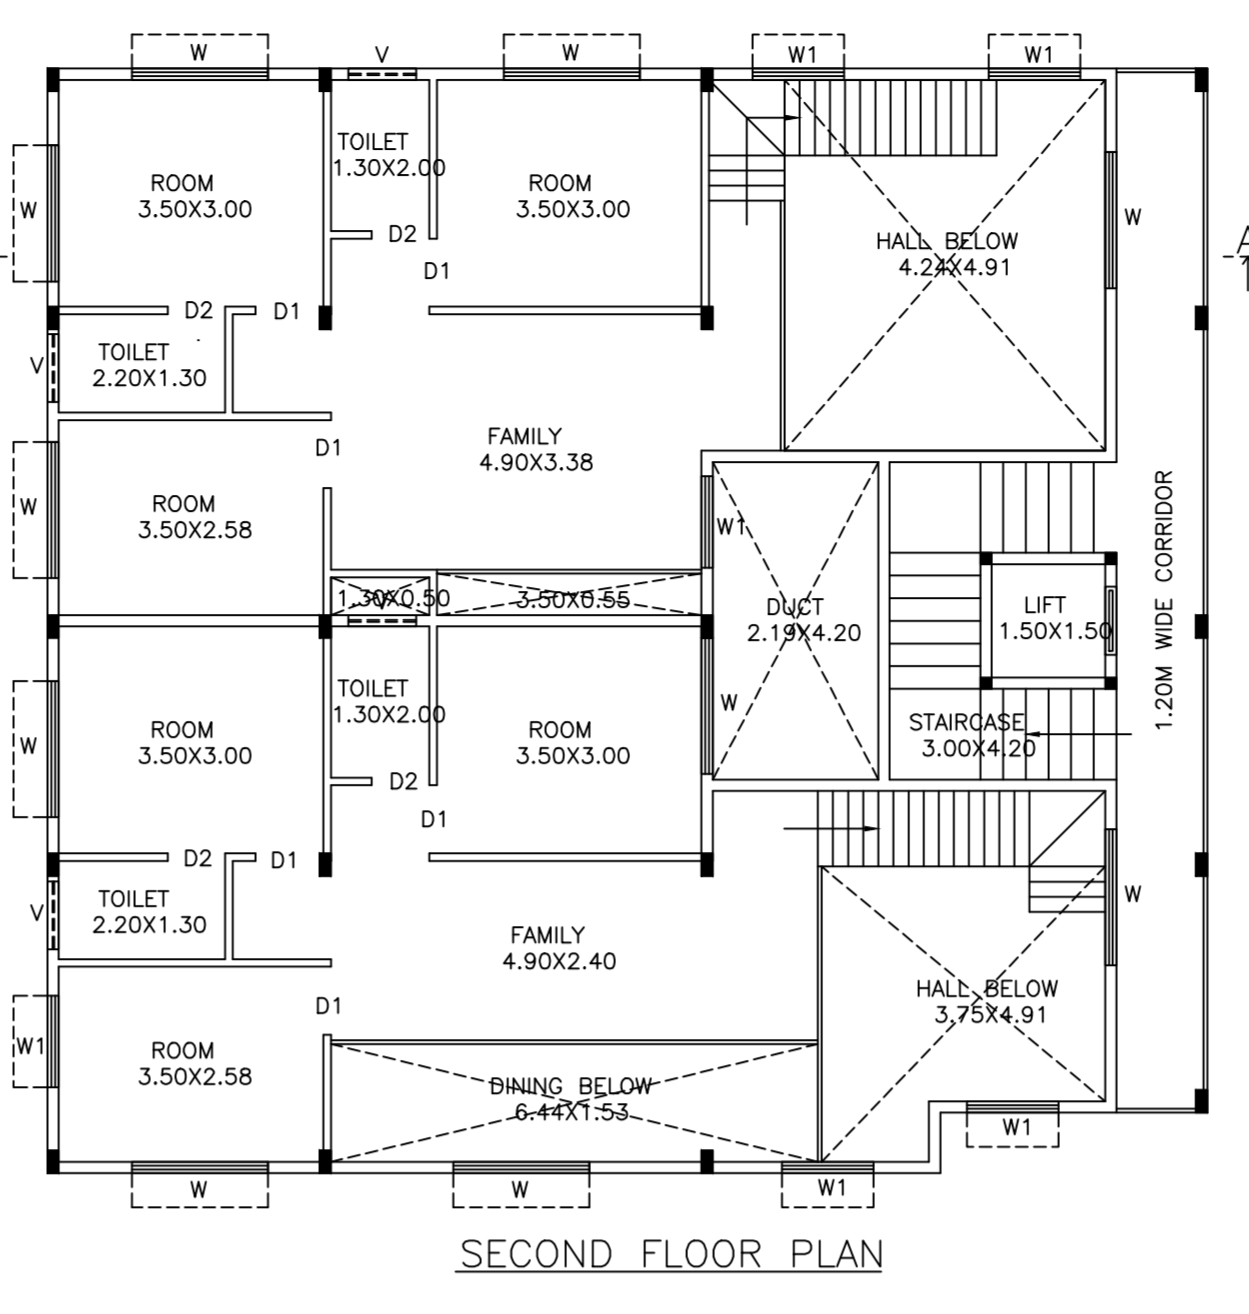 W
V
W
W1
W1
TOILET
1.30X2.00
ROOM
3.50X3.00
ROOM
3.50X3.00
W
W
D2
HALL BELOW
4.24X4.91
A
D1
D2
D1
TOILET
2.20X1.30
V
FAMILY
4.90X3.38
D1
ROOM
3.50X2.58
W
W1
1.20M WIDE CORRIDOR
1.30X0.50
V
3.50X0.55
DUCT
2.19X4.20
LIFT
1.50X1.50
TOILET
1.30X2.00
ROOM
3.50X3.00
ROOM
3.50X3.00
W
W
STAIRCASE
3.00X4.20
D2
D1
D2
D1
TOILET
2.20X1.30
V
W
FAMILY
4.90X2.40
D1
HALL BELOW
3.75X4.91
ROOM
3.50X2.58
W1
DINING BELOW
6.44X1.53
W1
W
W
W1
SECOND FLOOR PLAN